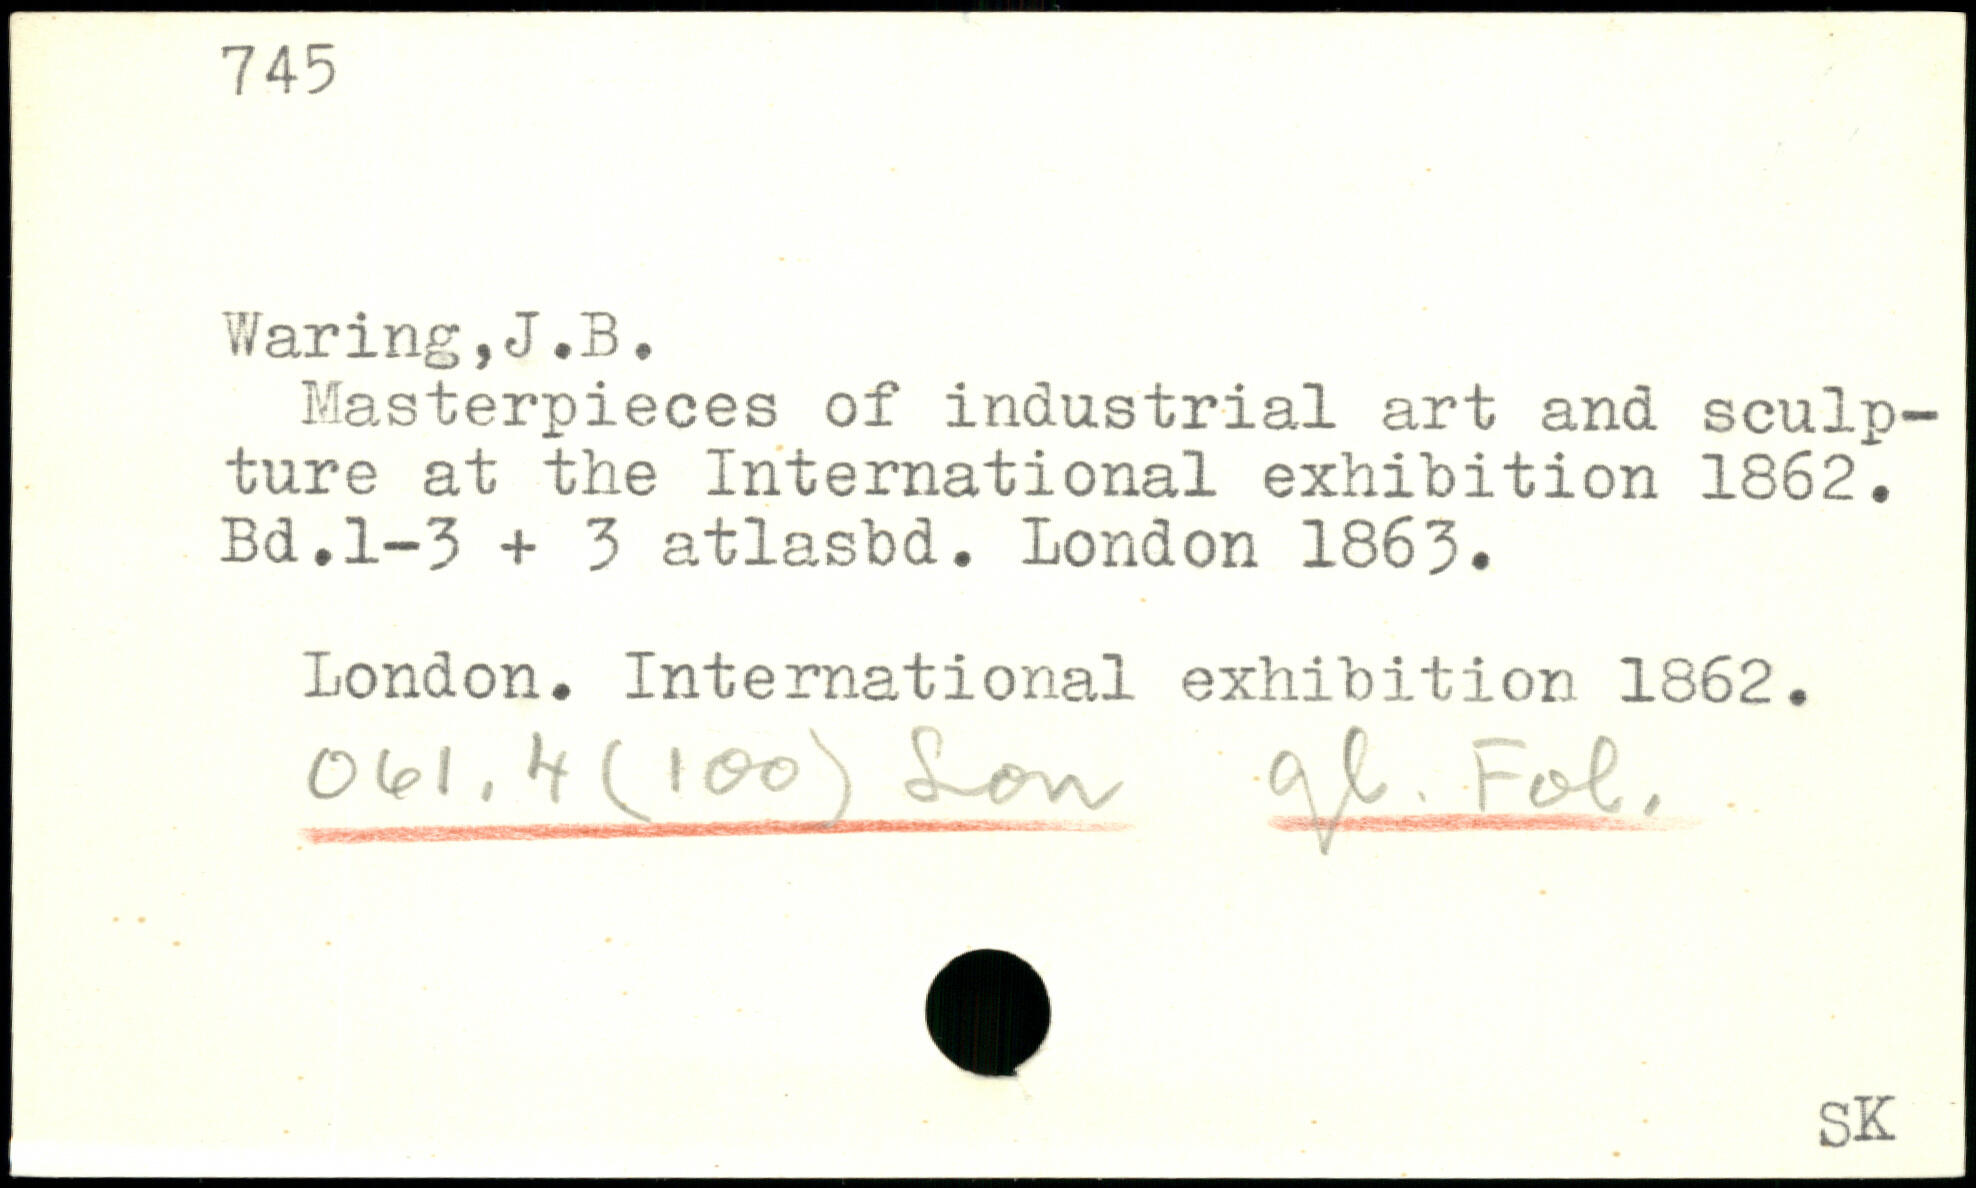 745
Waring,J.B.
Masterpieces of industrial art and sculp-
ture at the International exhibition 1862.
Bd.1-3 + 3 atlasbd. London 1863.
London. International exhibition 1862.
061.4(100) Lon gl. Fol.
SK